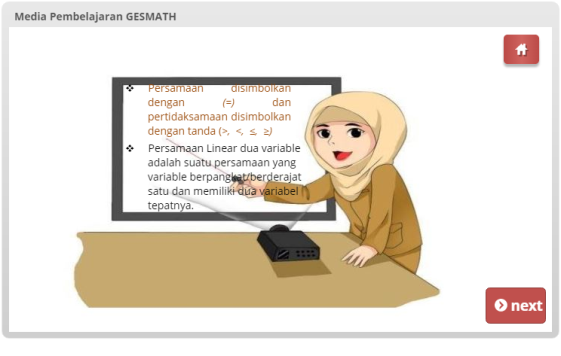 Media Pembelajaran GESMATH
❖ Persamaan disimbolkan
dengan (=) dan
pertidaksamaan disimbolkan
dengan tanda (>, <, ≤, ≥)
❖ Persamaan Linear dua variable
adalah suatu persamaan yang
variable berpangkat/berderajat
satu dan memiliki dua variabel
tepatnya.
next